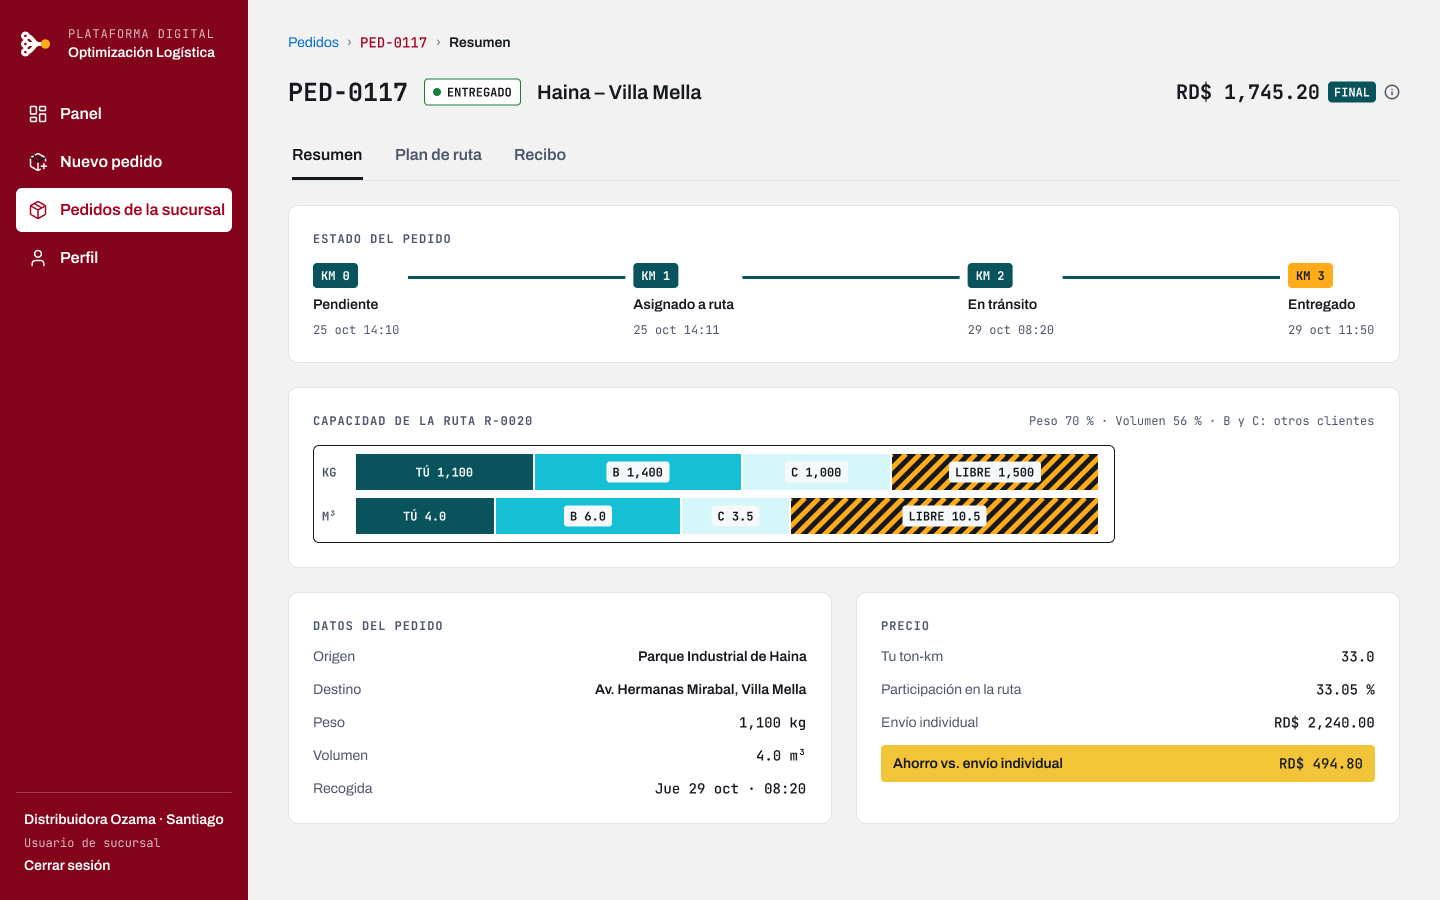 PLATAFORMA DIGITAL
Optimización Logística
Panel
Nuevo pedido
Pedidos de la sucursal
Perfil
Distribuidora Ozama · Santiago
Usuario de sucursal
Cerrar sesión
Pedidos › PED-0117 › Resumen
PED-0117 ENTREGADO Haina – Villa Mella RD$ 1,745.20 FINAL
Resumen Plan de ruta Recibo
ESTADO DEL PEDIDO
KM 0 KM 1 KM 2 KM 3
Pendiente Asignado a ruta En tránsito Entregado
25 oct 14:10 25 oct 14:11 29 oct 08:20 29 oct 11:50
CAPACIDAD DE LA RUTA R-0020 Peso 70 % · Volumen 56 % · B y C: otros clientes
KG TÚ 1,100 B 1,400 C 1,000 LIBRE 1,500
M³ TÚ 4.0 B 6.0 C 3.5 LIBRE 10.5
DATOS DEL PEDIDO
Origen Parque Industrial de Haina
Destino Av. Hermanas Mirabal, Villa Mella
Peso 1,100 kg
Volumen 4.0 m³
Recogida Jue 29 oct · 08:20
PRECIO
Tu ton-km 33.0
Participación en la ruta 33.05 %
Envío individual RD$ 2,240.00
Ahorro vs. envío individual RD$ 494.80